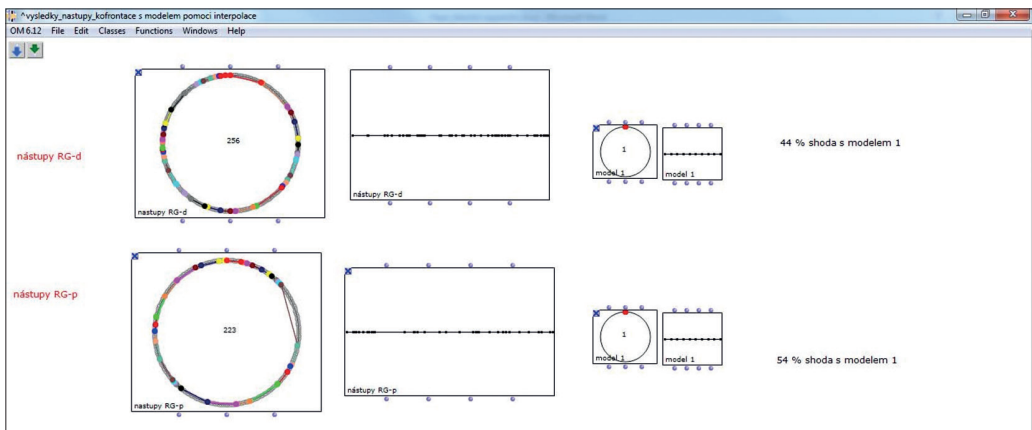 ^vysledky_nastupy_kofrontace s modelem pomoci interpolace
OM 6.12 File Edit Classes Functions Windows Help
nástupy RG-d
256
nastupy RG-d
nástupy RG-d
1
model 1
model 1
44 % shoda s modelem 1
nástupy RG-p
223
nastupy RG-p
nástupy RG-p
1
model 1
model 1
54 % shoda s modelem 1